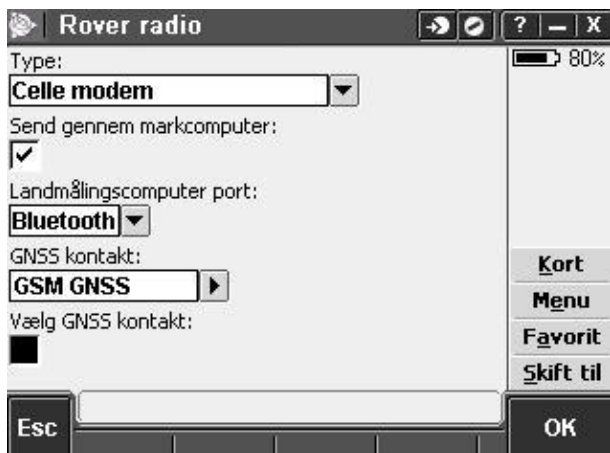 Rover radio
? – X
Type:
80%
Celle modem
Send gennem markcomputer:
Landmålingscomputer port:
Bluetooth
GNSS kontakt:
GSM GNSS
Vælg GNSS kontakt:
Kort
Menu
Favorit
Skift til
Esc
OK